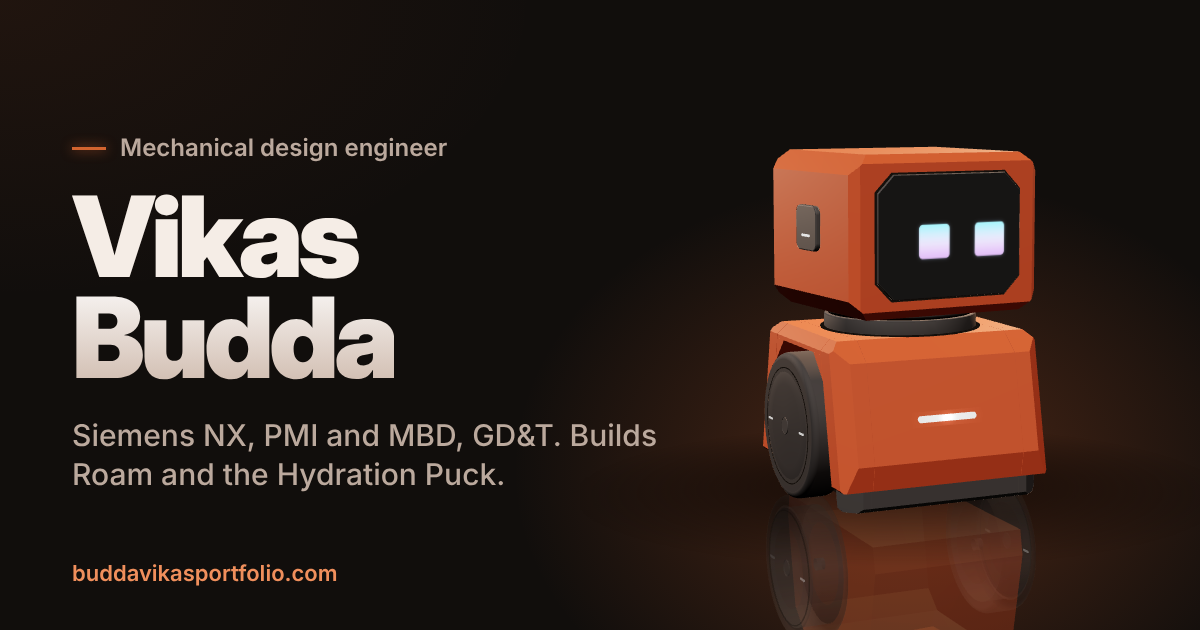 Mechanical design engineer
Vikas
Budda
Siemens NX, PMI and MBD, GD&T. Builds
Roam and the Hydration Puck.
buddavikasportfolio.com